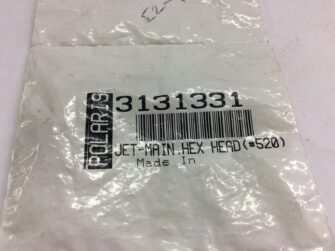 POLARIS
3131331
JET-MAIN.HEX HEAD(#520)
Made In